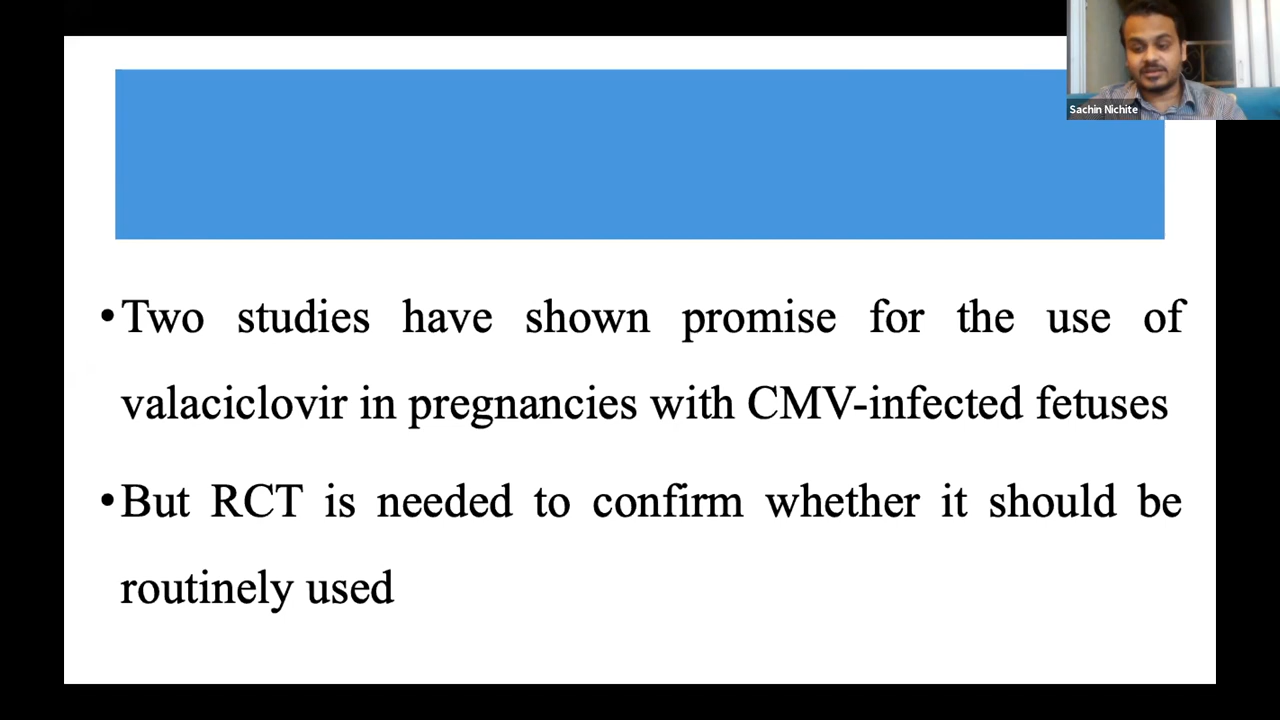 Sachin Nichite
•Two studies have shown promise for the use of
valaciclovir in pregnancies with CMV-infected fetuses
•But RCT is needed to confirm whether it should be
routinely used